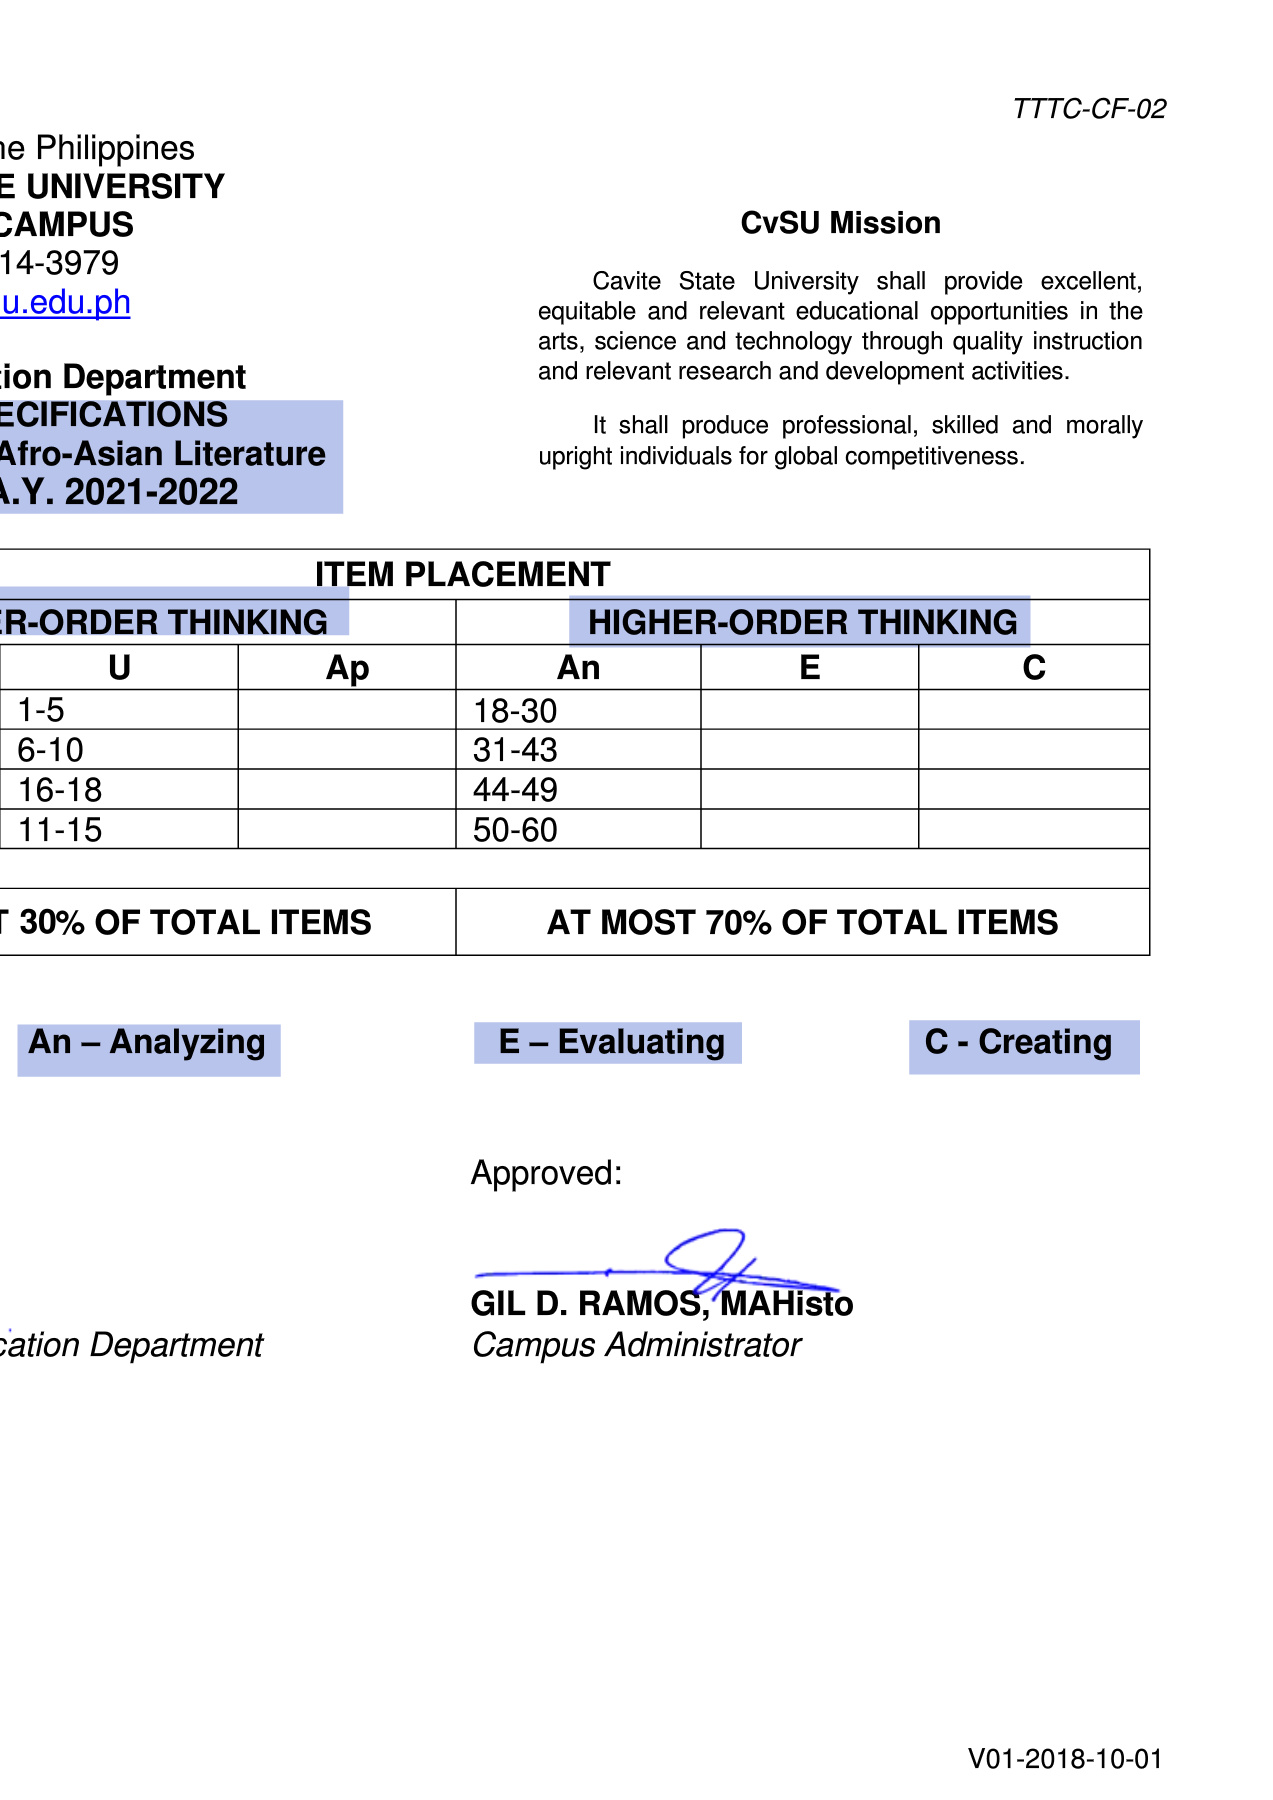 TTTC-CF-02
ne Philippines
E UNIVERSITY
CAMPUS
14-3979
u.edu.ph
tion Department
ECIFICATIONS
Afro-Asian Literature
A.Y. 2021-2022
CvSU Mission
Cavite State University shall provide excellent,
equitable and relevant educational opportunities in the
arts, science and technology through quality instruction
and relevant research and development activities.
It shall produce professional, skilled and morally
upright individuals for global competitiveness.
ITEM PLACEMENT
ER-ORDER THINKING HIGHER-ORDER THINKING
U Ap An E C
1-5 18-30
6-10 31-43
16-18 44-49
11-15 50-60
T 30% OF TOTAL ITEMS AT MOST 70% OF TOTAL ITEMS
An – Analyzing E – Evaluating C - Creating
Approved:
GIL D. RAMOS, MAHisto
cation Department Campus Administrator
V01-2018-10-01